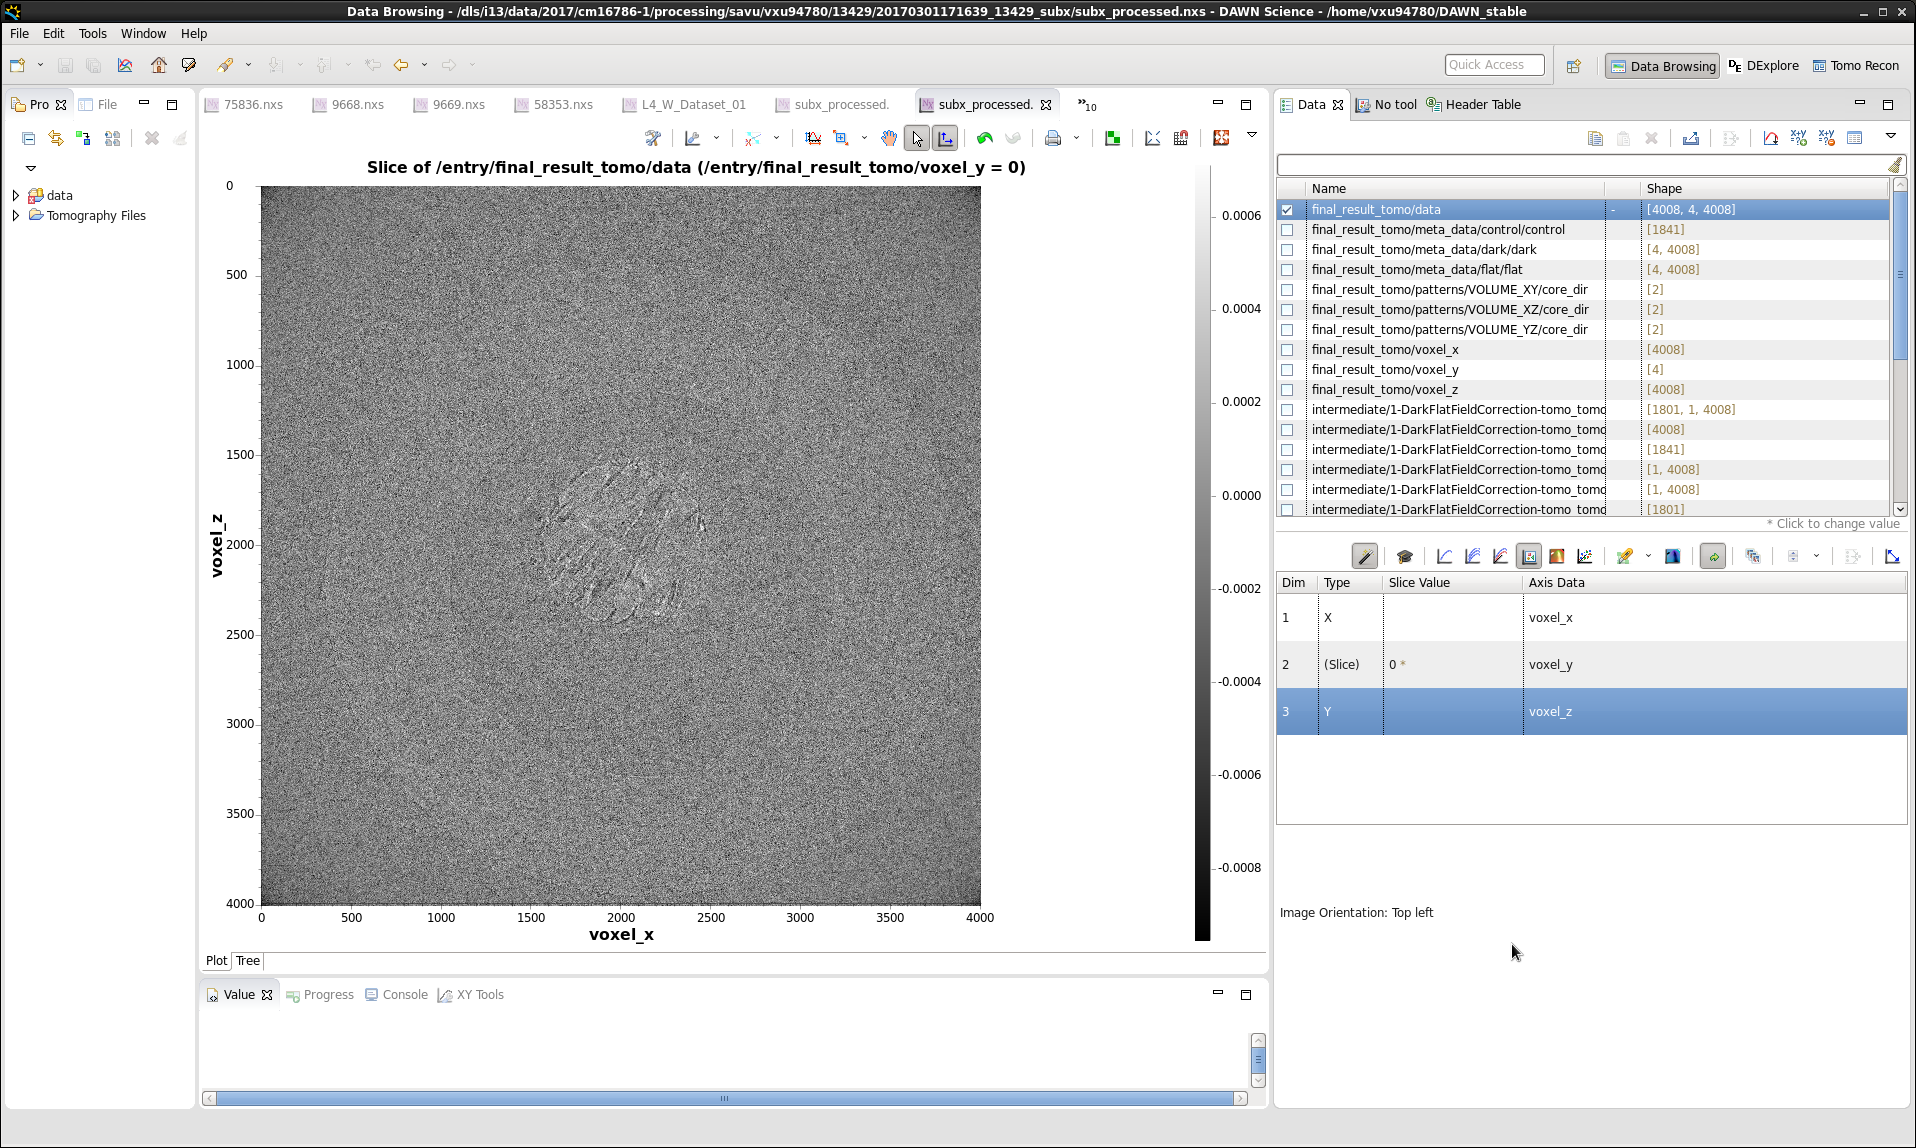 Data Browsing - /dls/i13/data/2017/cm16786-1/processing/savu/vxu94780/13429/20170301171639_13429_subx/subx_processed.nxs - DAWN Science - /home/vxu94780/DAWN_stable
File Edit Tools Window Help
Quick Access
Data Browsing
DExplore
Tomo Recon
Pro
File
75836.nxs
9668.nxs
9669.nxs
58353.nxs
L4_W_Dataset_01
subx_processed.
subx_processed.
»10
Data
No tool
Header Table
data
Tomography Files
Slice of /entry/final_result_tomo/data (/entry/final_result_tomo/voxel_y = 0)
0
500
1000
1500
2000
2500
3000
3500
4000
voxel_z
0 500 1000 1500 2000 2500 3000 3500 4000
voxel_x
0.0006
0.0004
0.0002
0.0000
-0.0002
-0.0004
-0.0006
-0.0008
Plot Tree
Value
Progress
Console
XY Tools
Name Shape
final_result_tomo/data - [4008, 4, 4008]
final_result_tomo/meta_data/control/control [1841]
final_result_tomo/meta_data/dark/dark [4, 4008]
final_result_tomo/meta_data/flat/flat [4, 4008]
final_result_tomo/patterns/VOLUME_XY/core_dir [2]
final_result_tomo/patterns/VOLUME_XZ/core_dir [2]
final_result_tomo/patterns/VOLUME_YZ/core_dir [2]
final_result_tomo/voxel_x [4008]
final_result_tomo/voxel_y [4]
final_result_tomo/voxel_z [4008]
intermediate/1-DarkFlatFieldCorrection-tomo_tomo [1801, 1, 4008]
intermediate/1-DarkFlatFieldCorrection-tomo_tomo [4008]
intermediate/1-DarkFlatFieldCorrection-tomo_tomo [1841]
intermediate/1-DarkFlatFieldCorrection-tomo_tomo [1, 4008]
intermediate/1-DarkFlatFieldCorrection-tomo_tomo [1, 4008]
intermediate/1-DarkFlatFieldCorrection-tomo_tomo [1801]
* Click to change value
Dim Type Slice Value Axis Data
1 X voxel_x
2 (Slice) 0 * voxel_y
3 Y voxel_z
Image Orientation: Top left